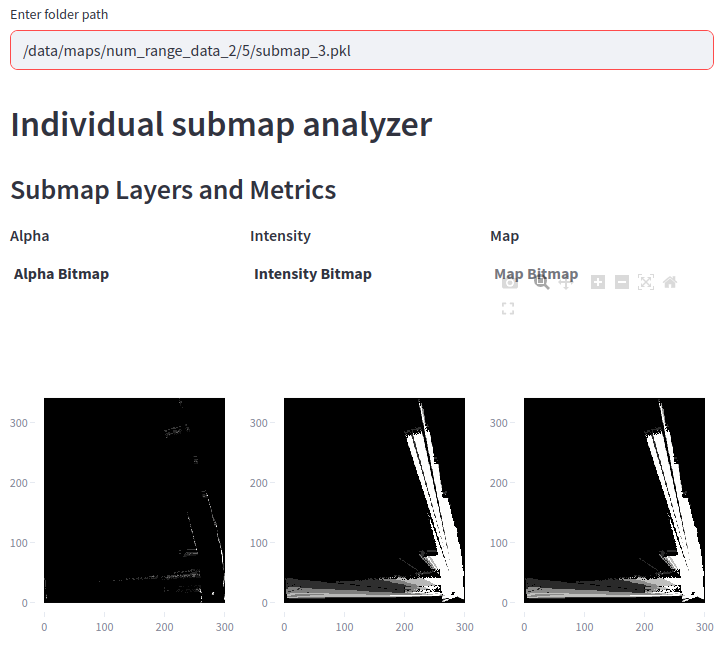 Enter folder path
/data/maps/num_range_data_2/5/submap_3.pkl
Individual submap analyzer
Submap Layers and Metrics
Alpha Intensity Map
Alpha Bitmap Intensity Bitmap Map Bitmap
300 300 300
200 200 200
100 100 100
0 0 0
0 100 200 300 0 100 200 300 0 100 200 300